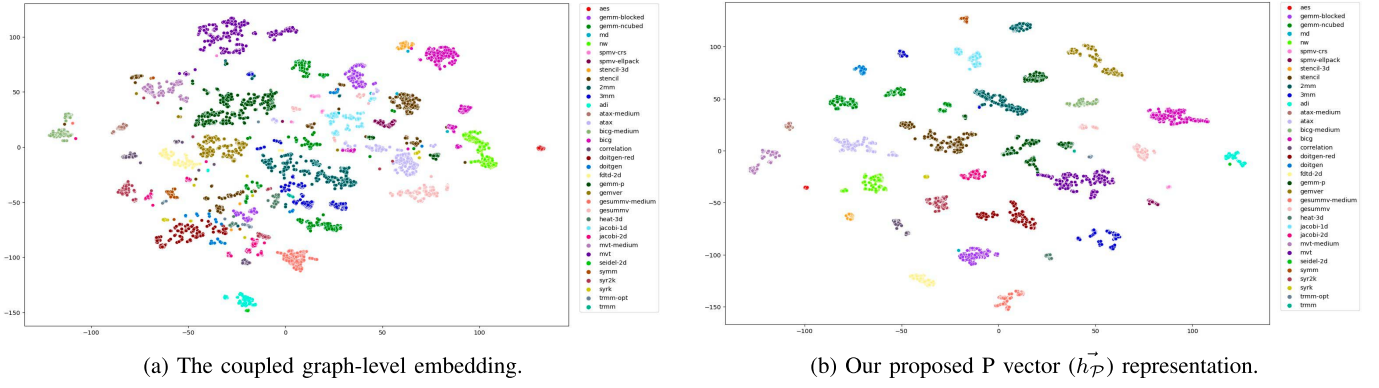 aes
gemm-blocked
gemm-ncubed
md
nw
spmv-crs
spmv-ellpack
stencil-3d
stencil
2mm
3mm
adi
atax-medium
atax
bicg-medium
bicg
correlation
doitgen-red
doitgen
fdtd-2d
gemm-p
gemver
gesummv-medium
gesummv
heat-3d
jacobi-1d
jacobi-2d
mvt-medium
mvt
seidel-2d
symm
syr2k
syrk
trmm-opt
trmm
100
50
0
−50
−100
−150
−100
−50
0
50
100
(a) The coupled graph-level embedding.
aes
gemm-blocked
gemm-ncubed
md
nw
spmv-crs
spmv-ellpack
stencil-3d
stencil
2mm
3mm
adi
atax-medium
atax
bicg-medium
bicg
correlation
doitgen-red
doitgen
fdtd-2d
gemm-p
gemver
gesummv-medium
gesummv
heat-3d
jacobi-1d
jacobi-2d
mvt-medium
mvt
seidel-2d
symm
syr2k
syrk
trmm-opt
trmm
100
50
0
−50
−100
−150
−100
−50
0
50
100
(b) Our proposed P vector (h⃗_𝒫) representation.